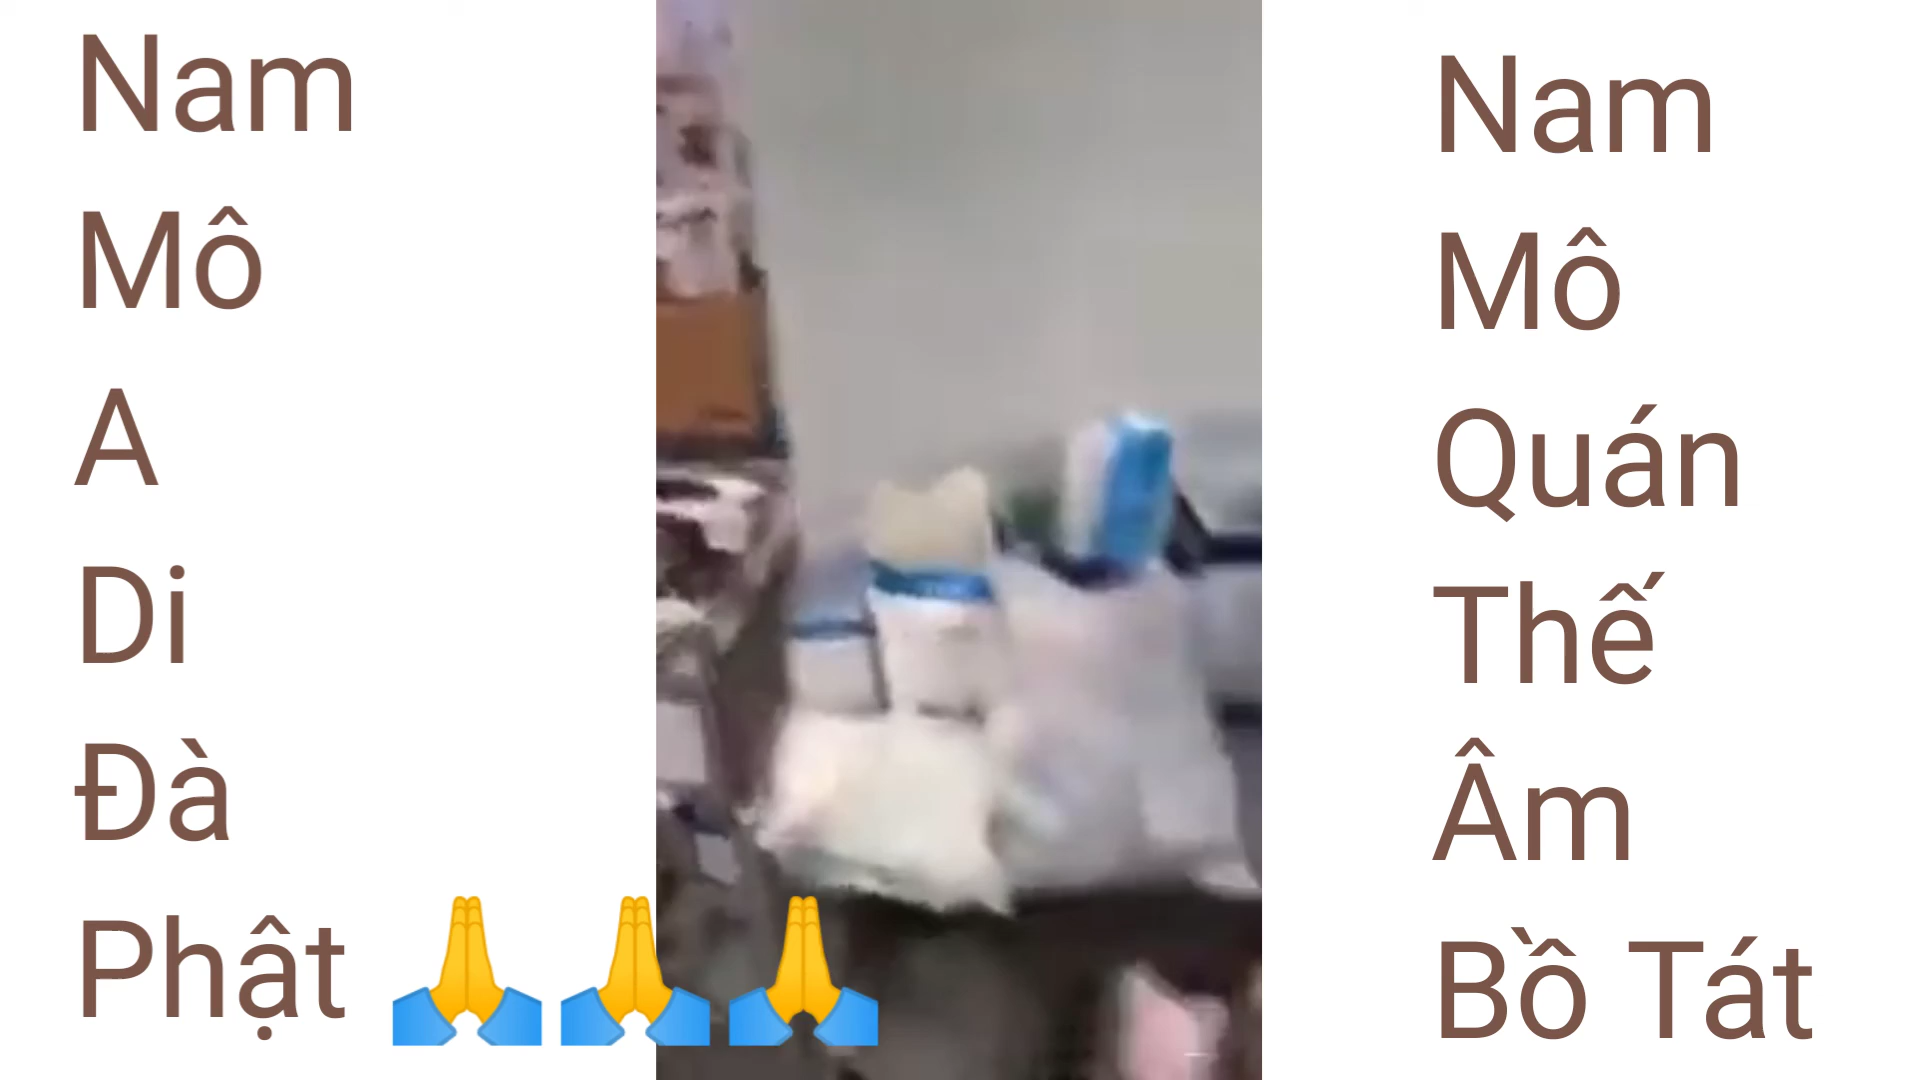 Nam
Mô
A
Di
Đà
Phật 🙏🙏🙏
Nam
Mô
Quán
Thế
Âm
Bồ Tát